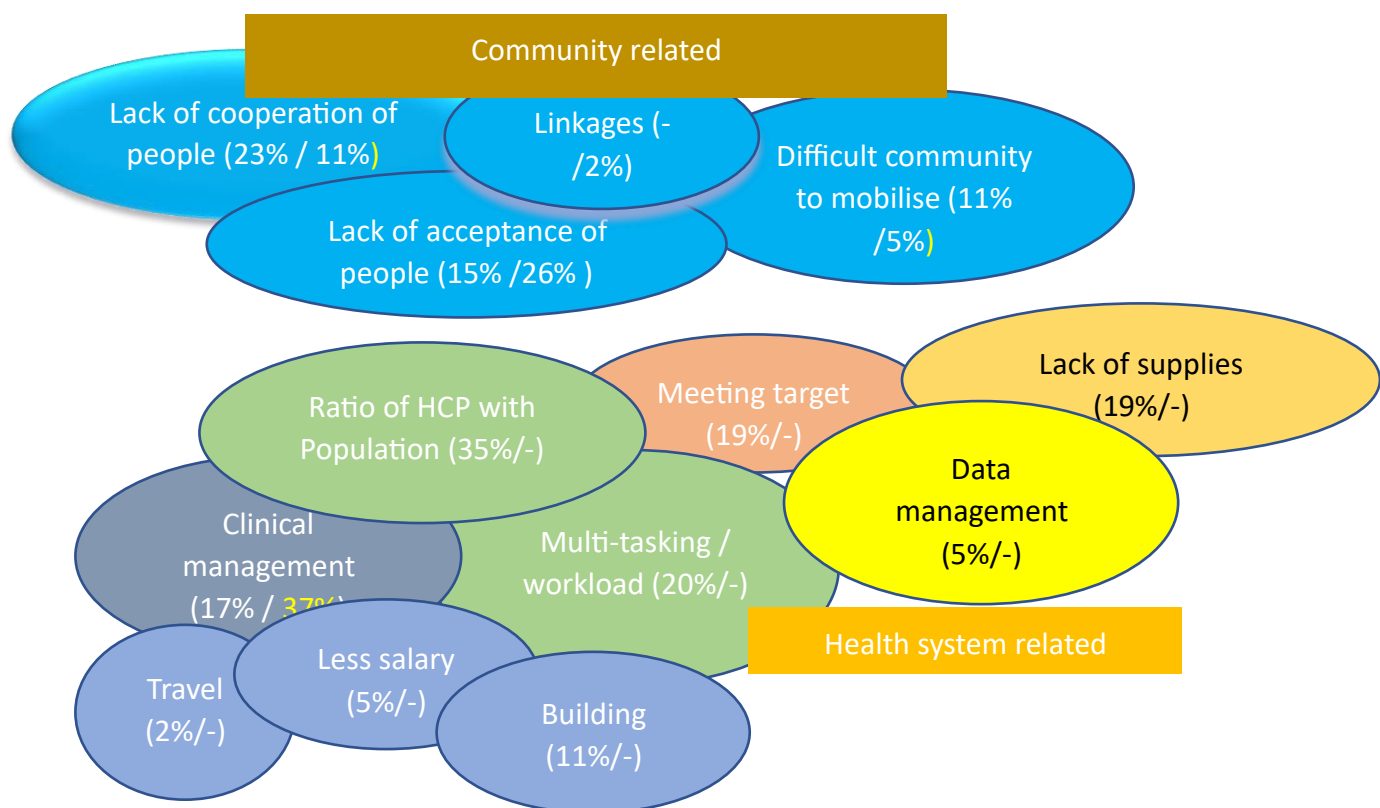 Community related
Lack of cooperation of
people (23% / 11%)
Linkages (-
/2%)
Difficult community
to mobilise (11%
/5%)
Lack of acceptance of
people (15% /26% )
Lack of supplies
(19%/-)
Meeting target
(19%/-)
Ratio of HCP with
Population (35%/-)
Data
management
(5%/-)
Clinical
management
(17% / 37%)
Multi-tasking /
workload (20%/-)
Health system related
Less salary
(5%/-)
Travel
(2%/-)
Building
(11%/-)